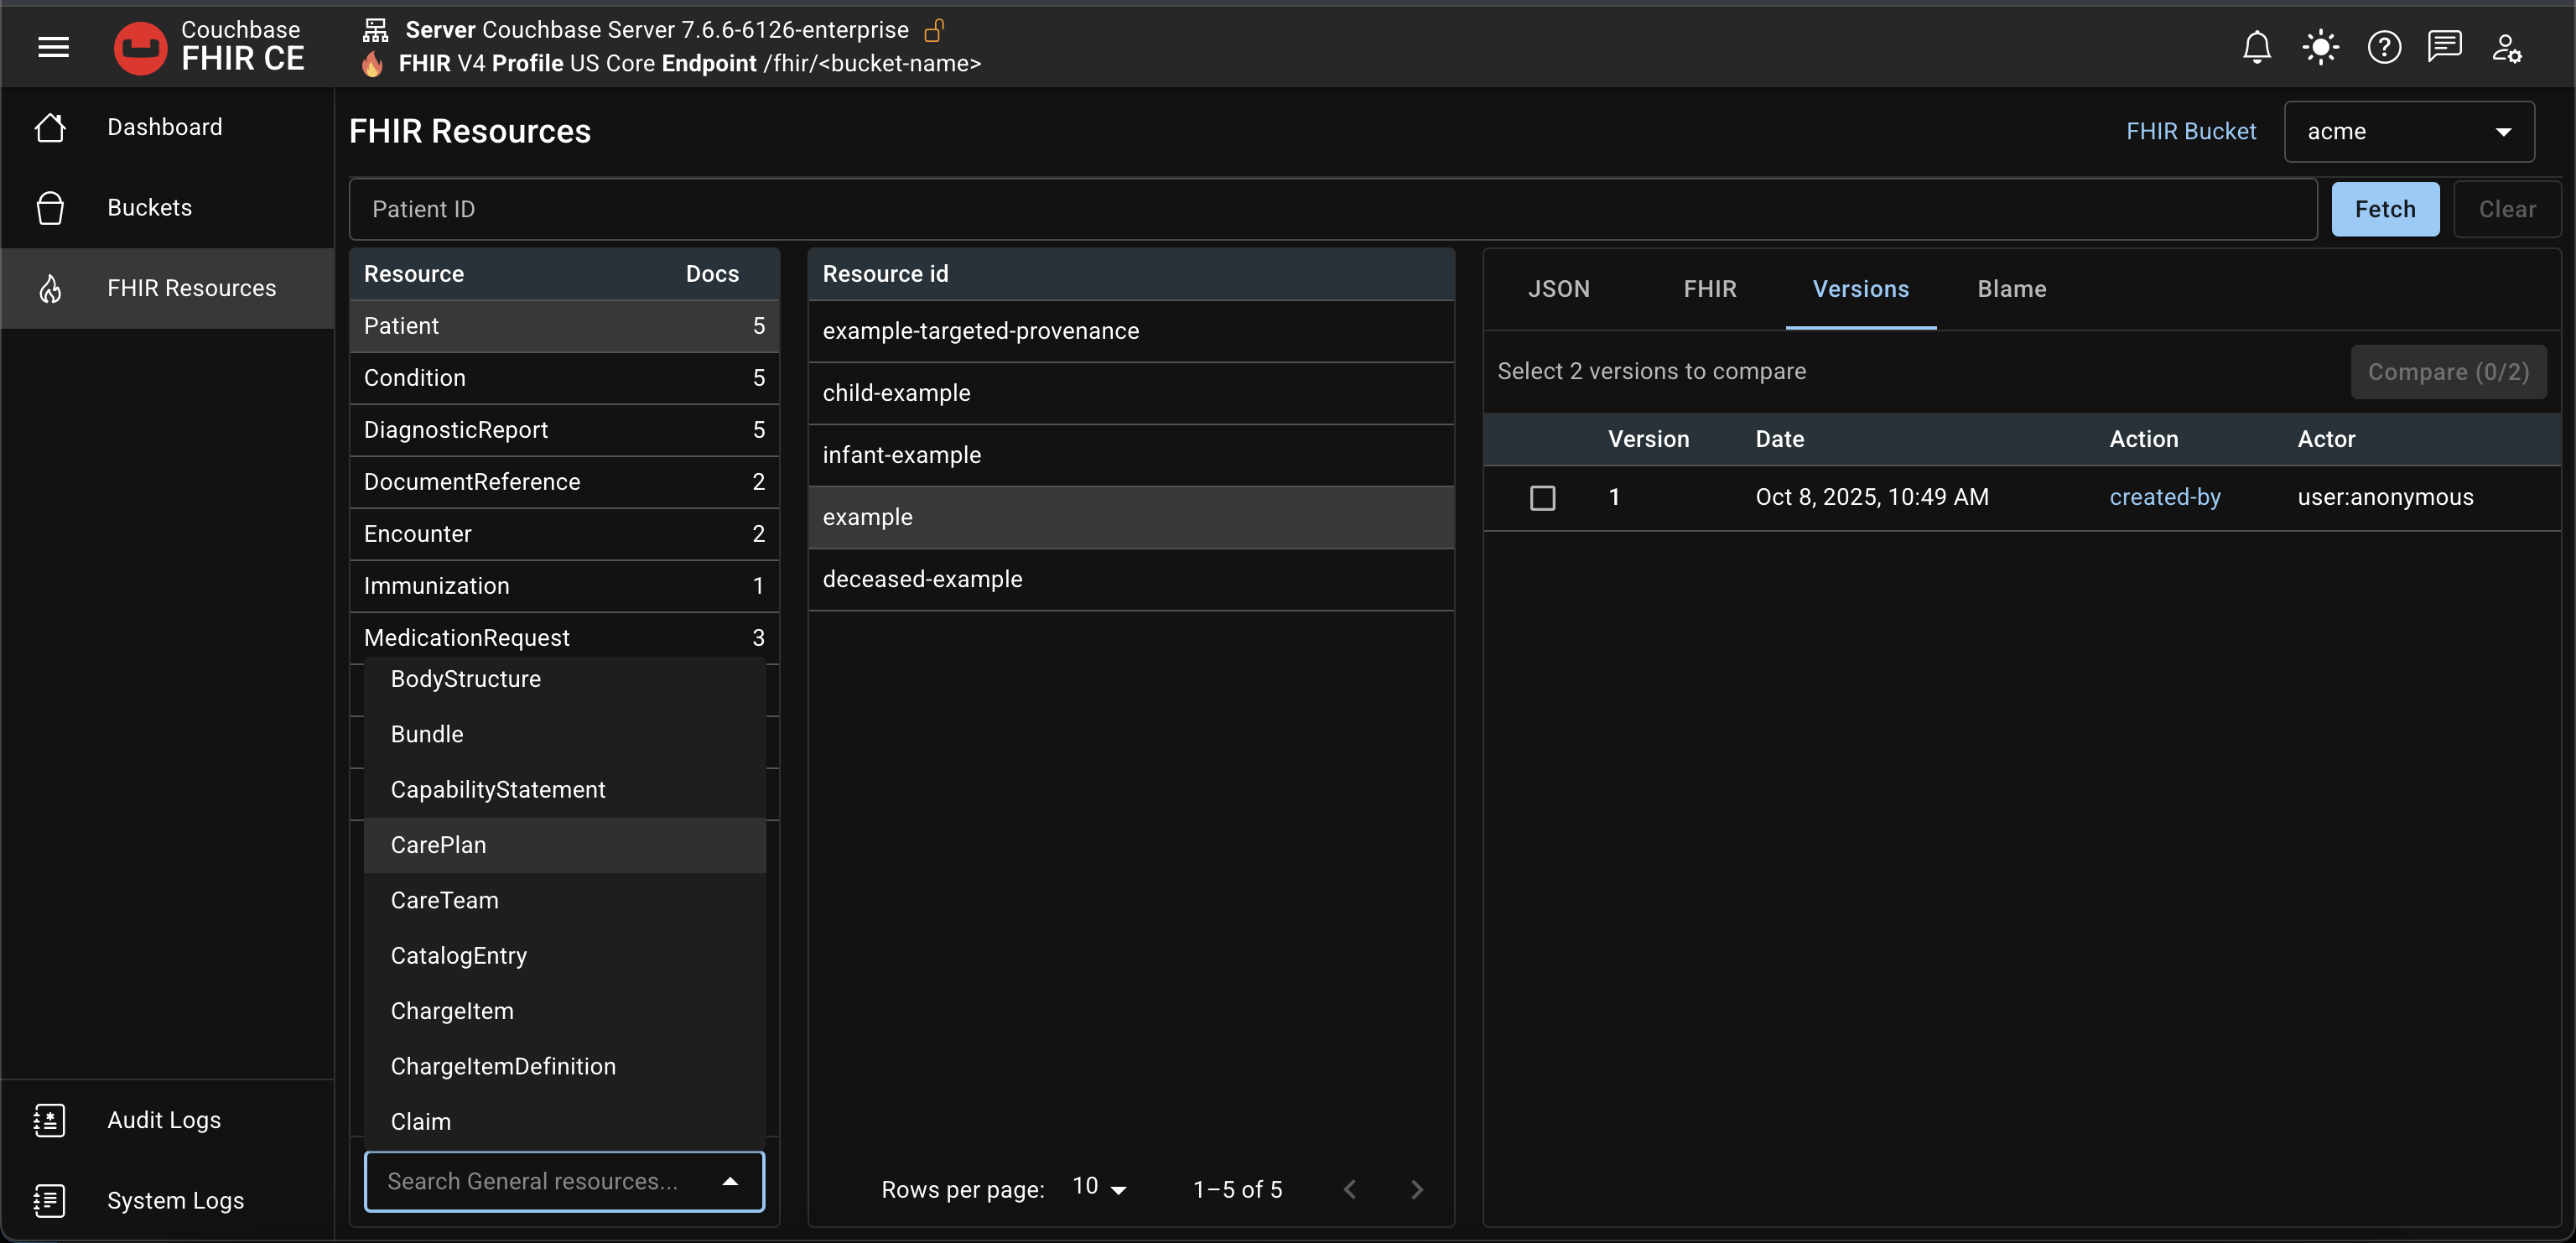 Couchbase
FHIR CE
Server Couchbase Server 7.6.6-6126-enterprise
FHIR V4 Profile US Core Endpoint /fhir/<bucket-name>
Dashboard
Buckets
FHIR Resources
Audit Logs
System Logs
FHIR Resources
FHIR Bucket
acme
Patient ID
Fetch
Clear
Resource Docs
Patient 5
Condition 5
DiagnosticReport 5
DocumentReference 2
Encounter 2
Immunization 1
MedicationRequest 3
BodyStructure
Bundle
CapabilityStatement
CarePlan
CareTeam
CatalogEntry
ChargeItem
ChargeItemDefinition
Claim
Search General resources...
Resource id
example-targeted-provenance
child-example
infant-example
example
deceased-example
Rows per page: 10 1–5 of 5
JSON FHIR Versions Blame
Select 2 versions to compare
Compare (0/2)
Version Date Action Actor
1 Oct 8, 2025, 10:49 AM created-by user:anonymous